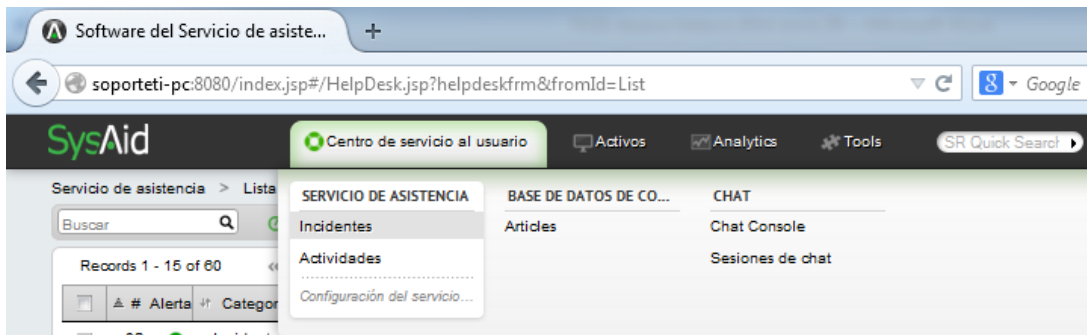 Software del Servicio de asiste...
soporteti-pc:8080/index.jsp#/HelpDesk.jsp?helpdeskfrm&fromId=List
Google
SysAid
Centro de servicio al usuario
Activos
Analytics
Tools
SR Quick Search
Servicio de asistencia > Lista
Buscar
Records 1 - 15 of 60
# Alerta
Categor
SERVICIO DE ASISTENCIA
Incidentes
Actividades
Configuración del servicio...
BASE DE DATOS DE CO...
Articles
CHAT
Chat Console
Sesiones de chat